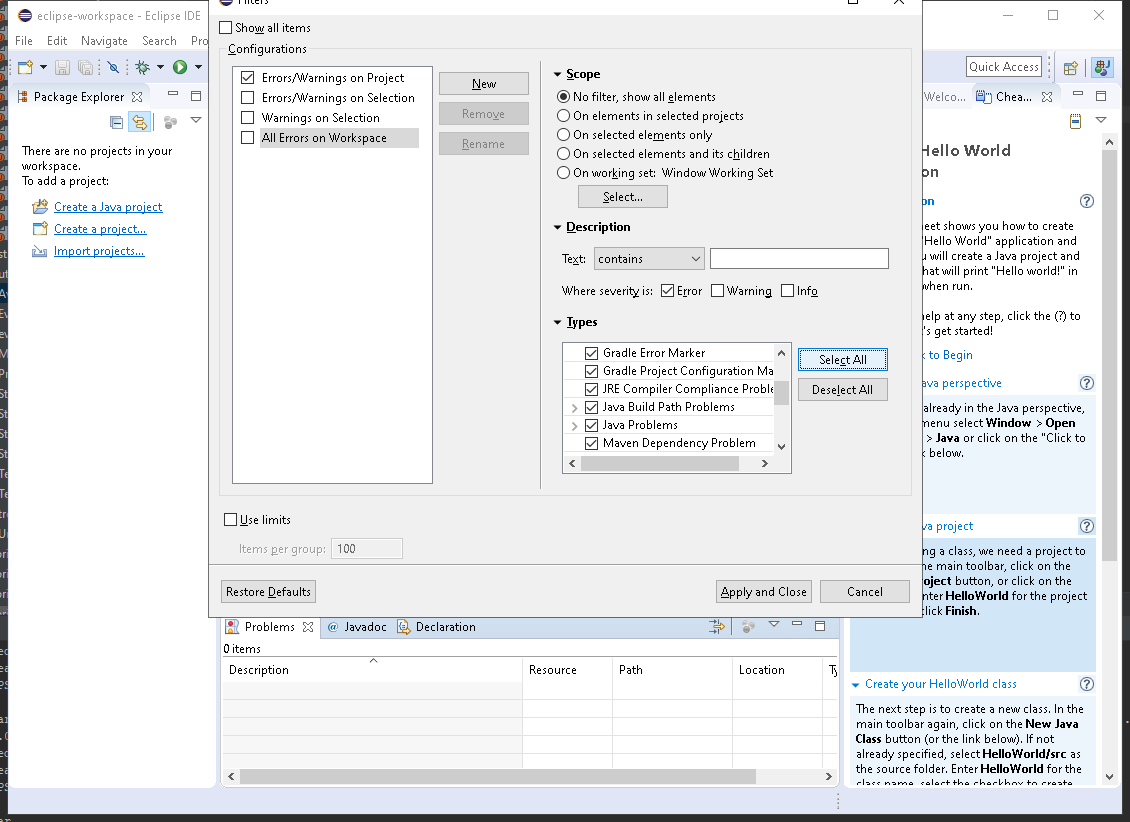 eclipse-workspace - Eclipse IDE
File Edit Navigate Search Pro
Package Explorer
There are no projects in your
workspace.
To add a project:
Create a Java project
Create a project...
Import projects...
Filters
Show all items
Configurations
Errors/Warnings on Project
Errors/Warnings on Selection
Warnings on Selection
All Errors on Workspace
New
Remove
Rename
Scope
No filter, show all elements
On elements in selected projects
On selected elements only
On selected elements and its children
On working set: Window Working Set
Select...
Description
Text: contains
Where severity is: Error Warning Info
Types
Gradle Error Marker
Gradle Project Configuration Ma
JRE Compiler Compliance Proble
Java Build Path Problems
Java Problems
Maven Dependency Problem
Select All
Deselect All
Use limits
Items per group: 100
Restore Defaults
Apply and Close
Cancel
Problems
Javadoc
Declaration
0 items
Description Resource Path Location Ty
Quick Access
Welco...
Chea...
Hello World
on
on
eet shows you how to create
"Hello World" application and
u will create a Java project and
hat will print "Hello world!" in
when run.
elp at any step, click the (?) to
's get started!
k to Begin
ava perspective
already in the Java perspective,
menu select Window > Open
> Java or click on the "Click to
k below.
va project
ng a class, we need a project to
he main toolbar, click on the
oject button, or click on the
nter HelloWorld for the project
click Finish.
Create your HelloWorld class
The next step is to create a new class. In the
main toolbar again, click on the New Java
Class button (or the link below). If not
already specified, select HelloWorld/src as
the source folder. Enter HelloWorld for the
class name, select the checkbox to create